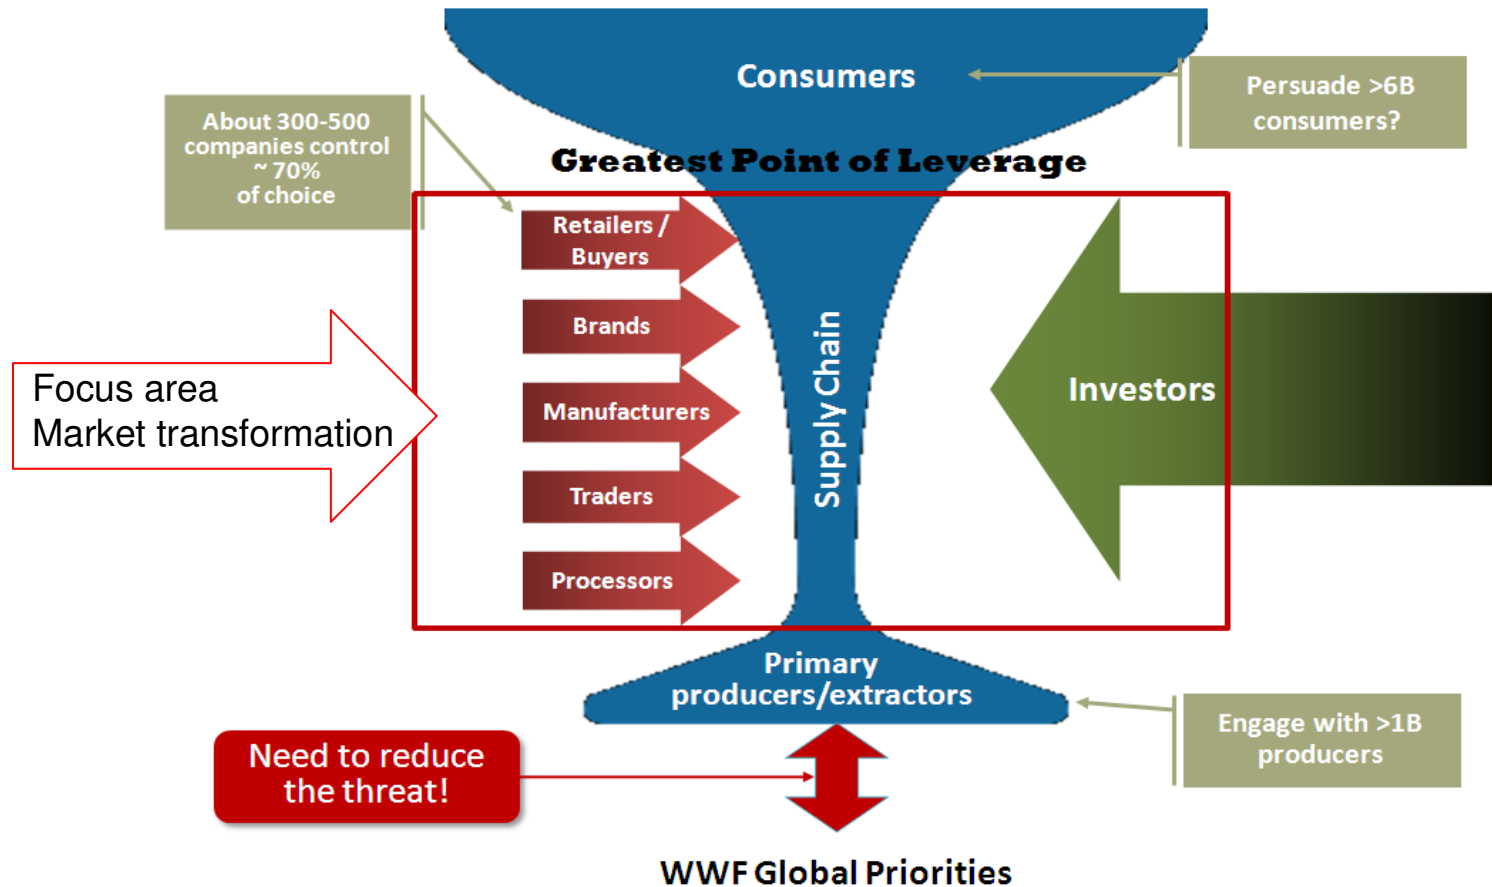 Consumers
Persuade >6B
consumers?
About 300-500
companies control
~ 70%
of choice
Greatest Point of Leverage
Retailers /
Buyers
Brands
Manufacturers
Traders
Processors
Focus area
Market transformation
Supply Chain
Investors
Primary
producers/extractors
Engage with >1B
producers
Need to reduce
the threat!
WWF Global Priorities